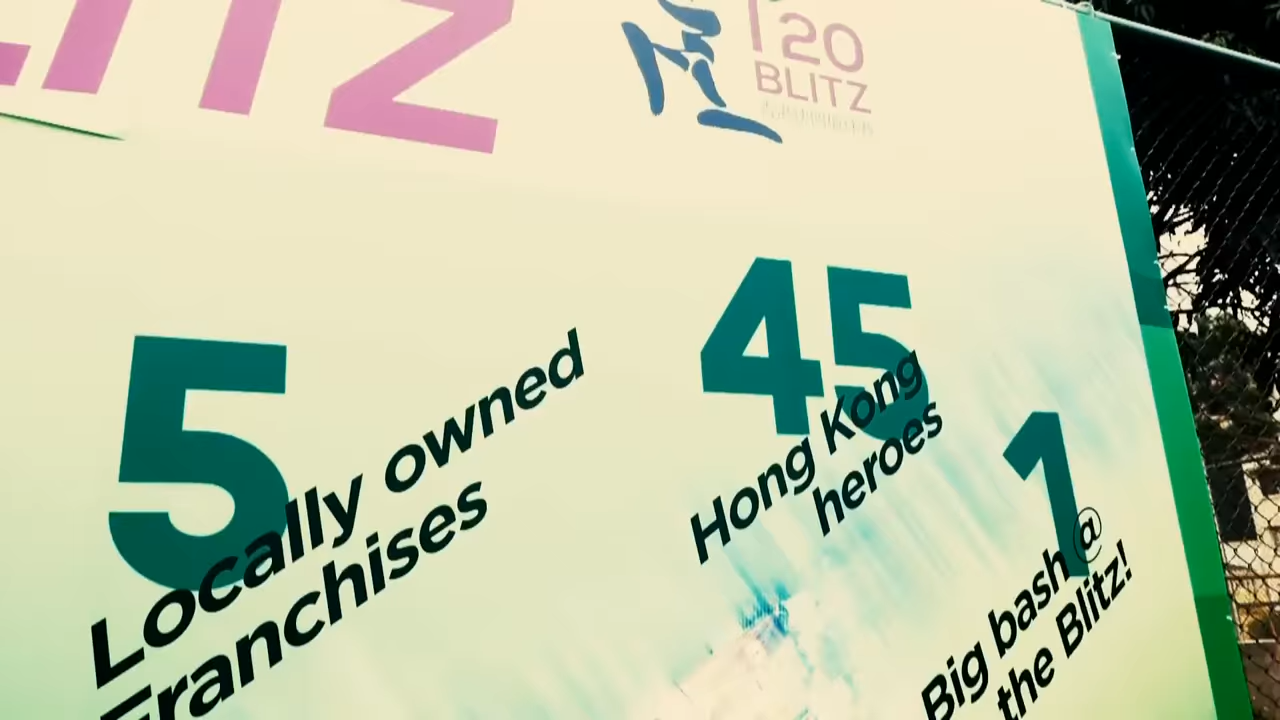 LITZ
T20
BLITZ
5
Locally owned
Franchises
45
Hong Kong
heroes
1
Big bash @
the Blitz!